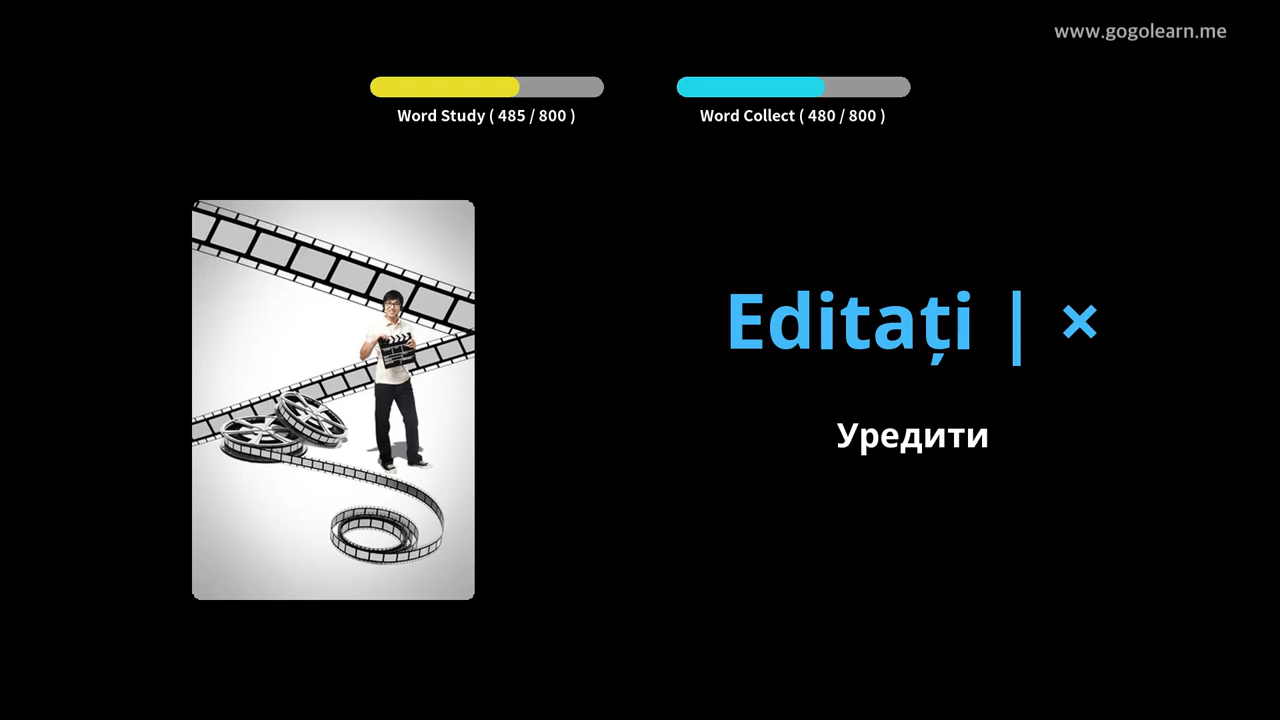 www.gogolearn.me
Word Study ( 485 / 800 )
Word Collect ( 480 / 800 )
Editați | ×
Уредити